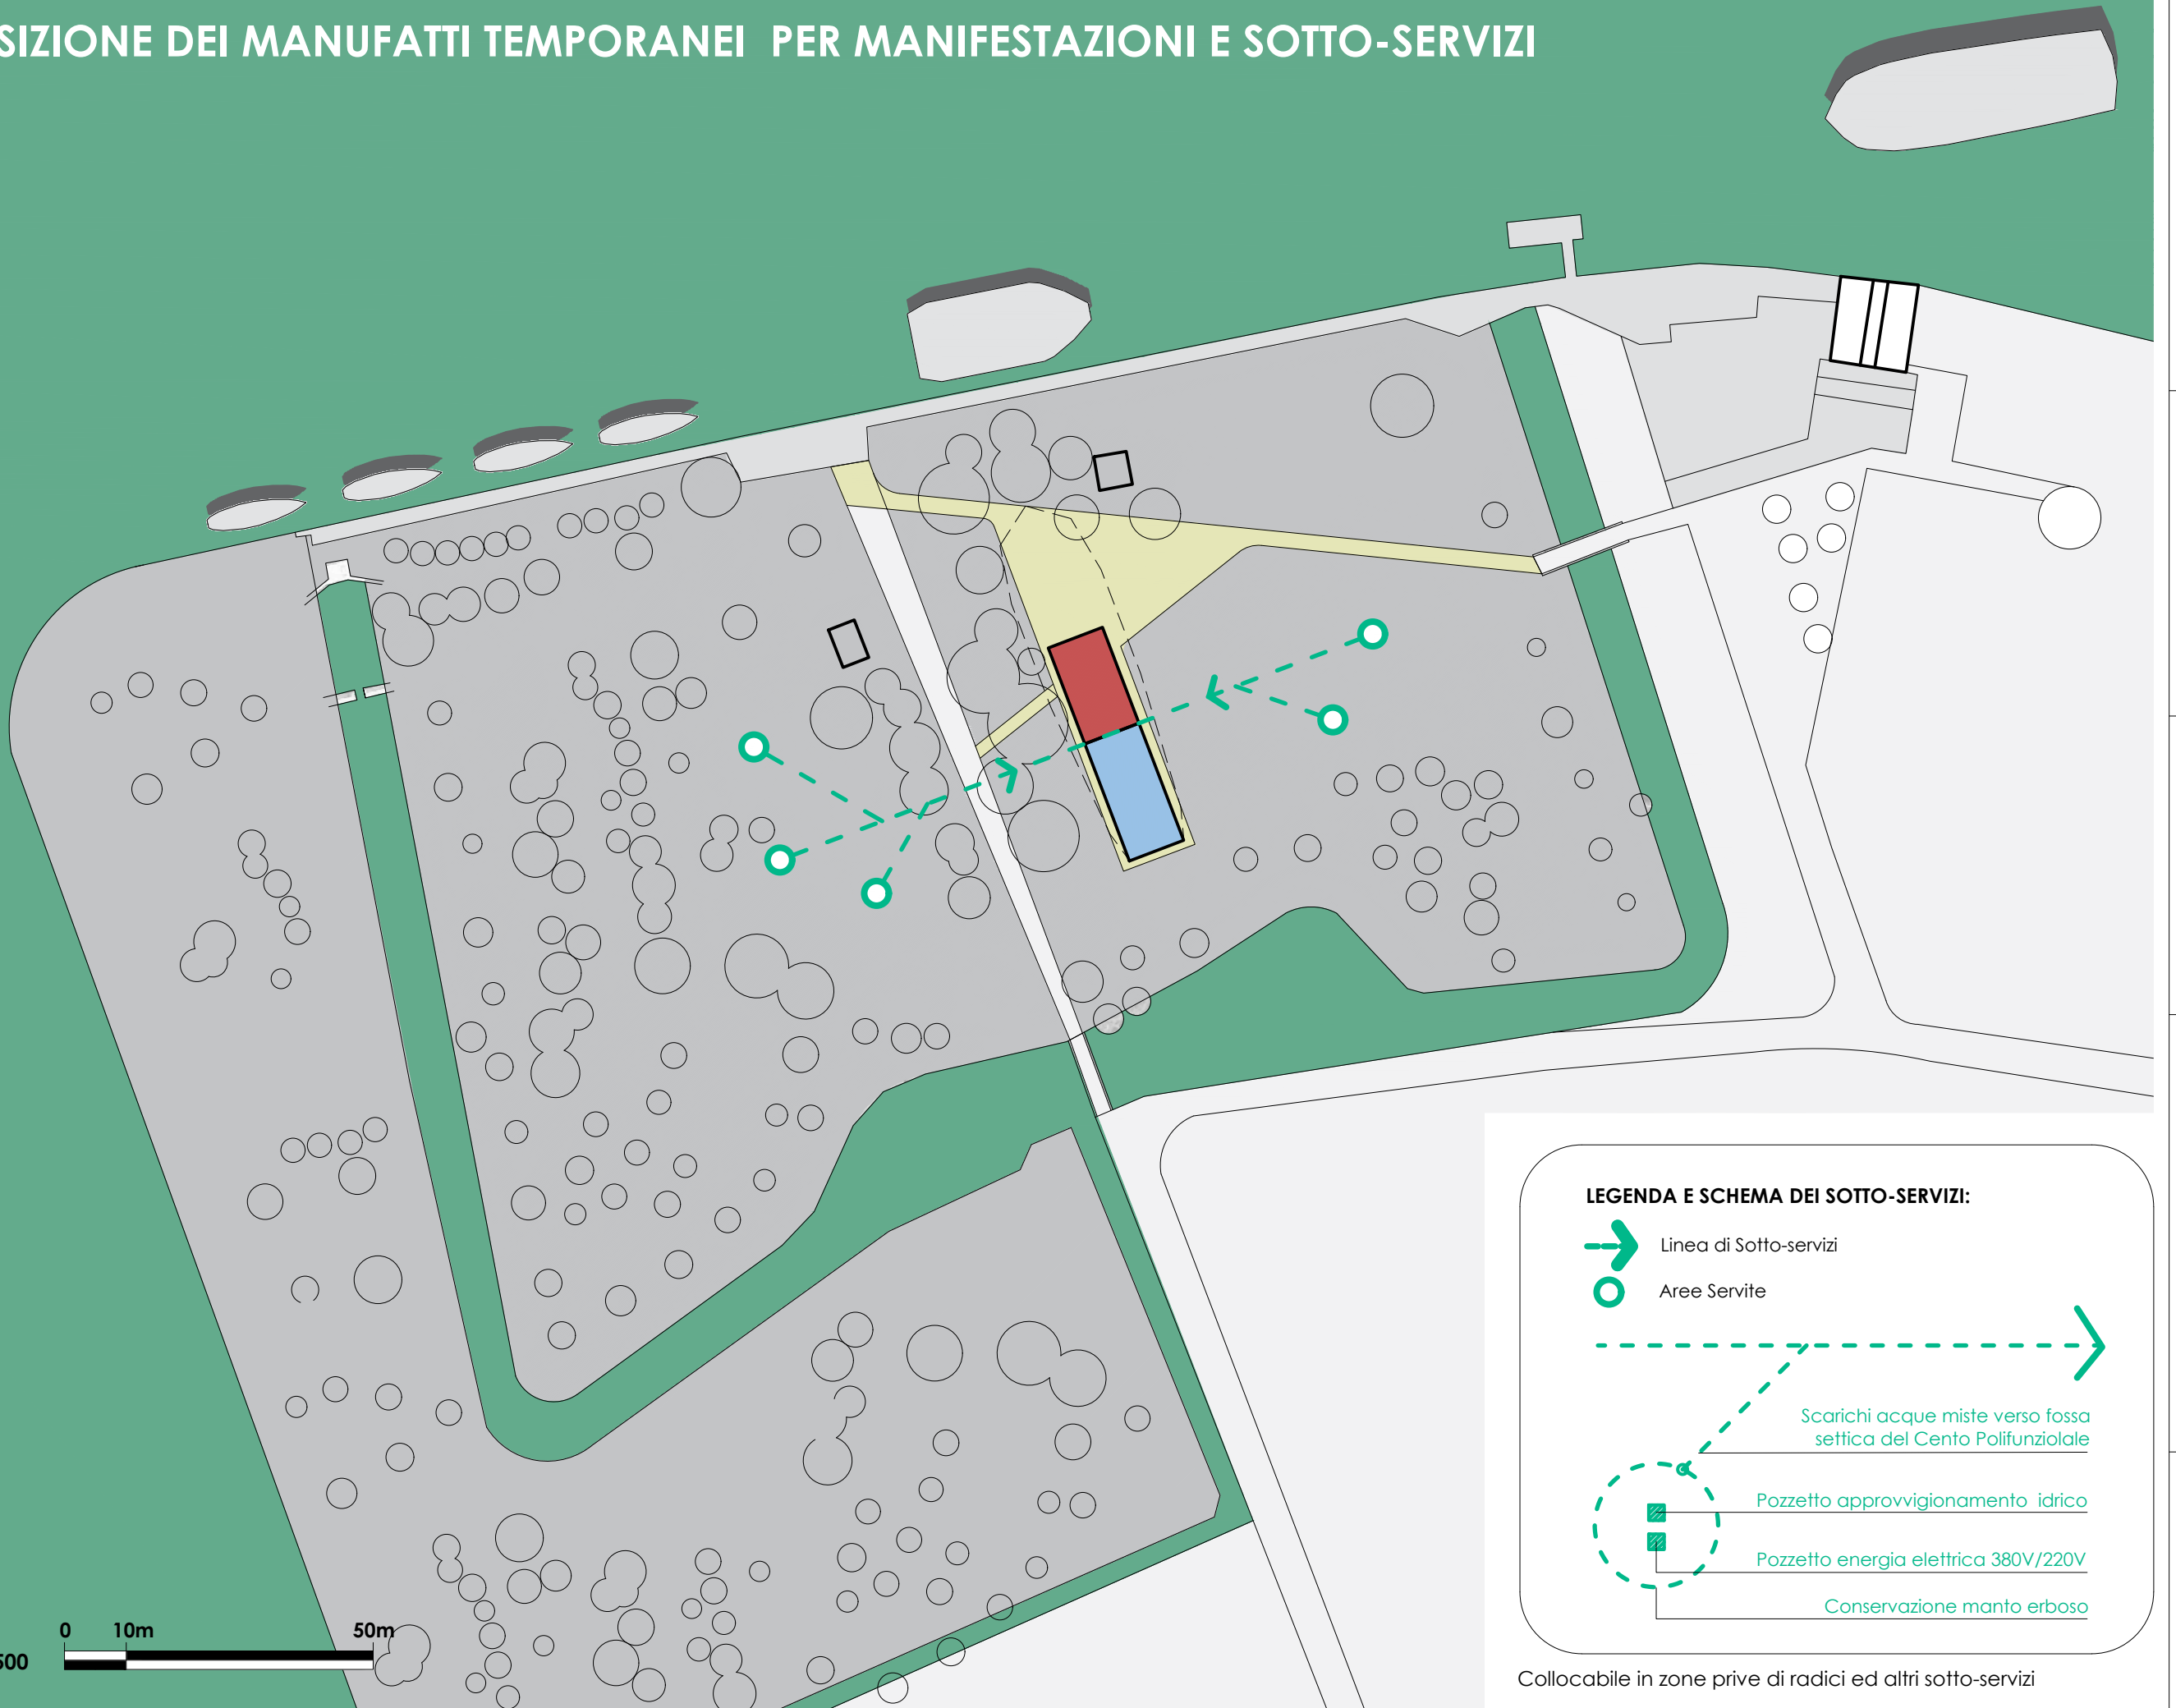 SIZIONE DEI MANUFATTI TEMPORANEI PER MANIFESTAZIONI E SOTTO-SERVIZI
LEGENDA E SCHEMA DEI SOTTO-SERVIZI:
Linea di Sotto-servizi
Aree Servite
Scarichi acque miste verso fossa
settica del Cento Polifunziolale
Pozzetto approvvigionamento idrico
Pozzetto energia elettrica 380V/220V
Conservazione manto erboso
Collocabile in zone prive di radici ed altri sotto-servizi
0 10m 50m
500